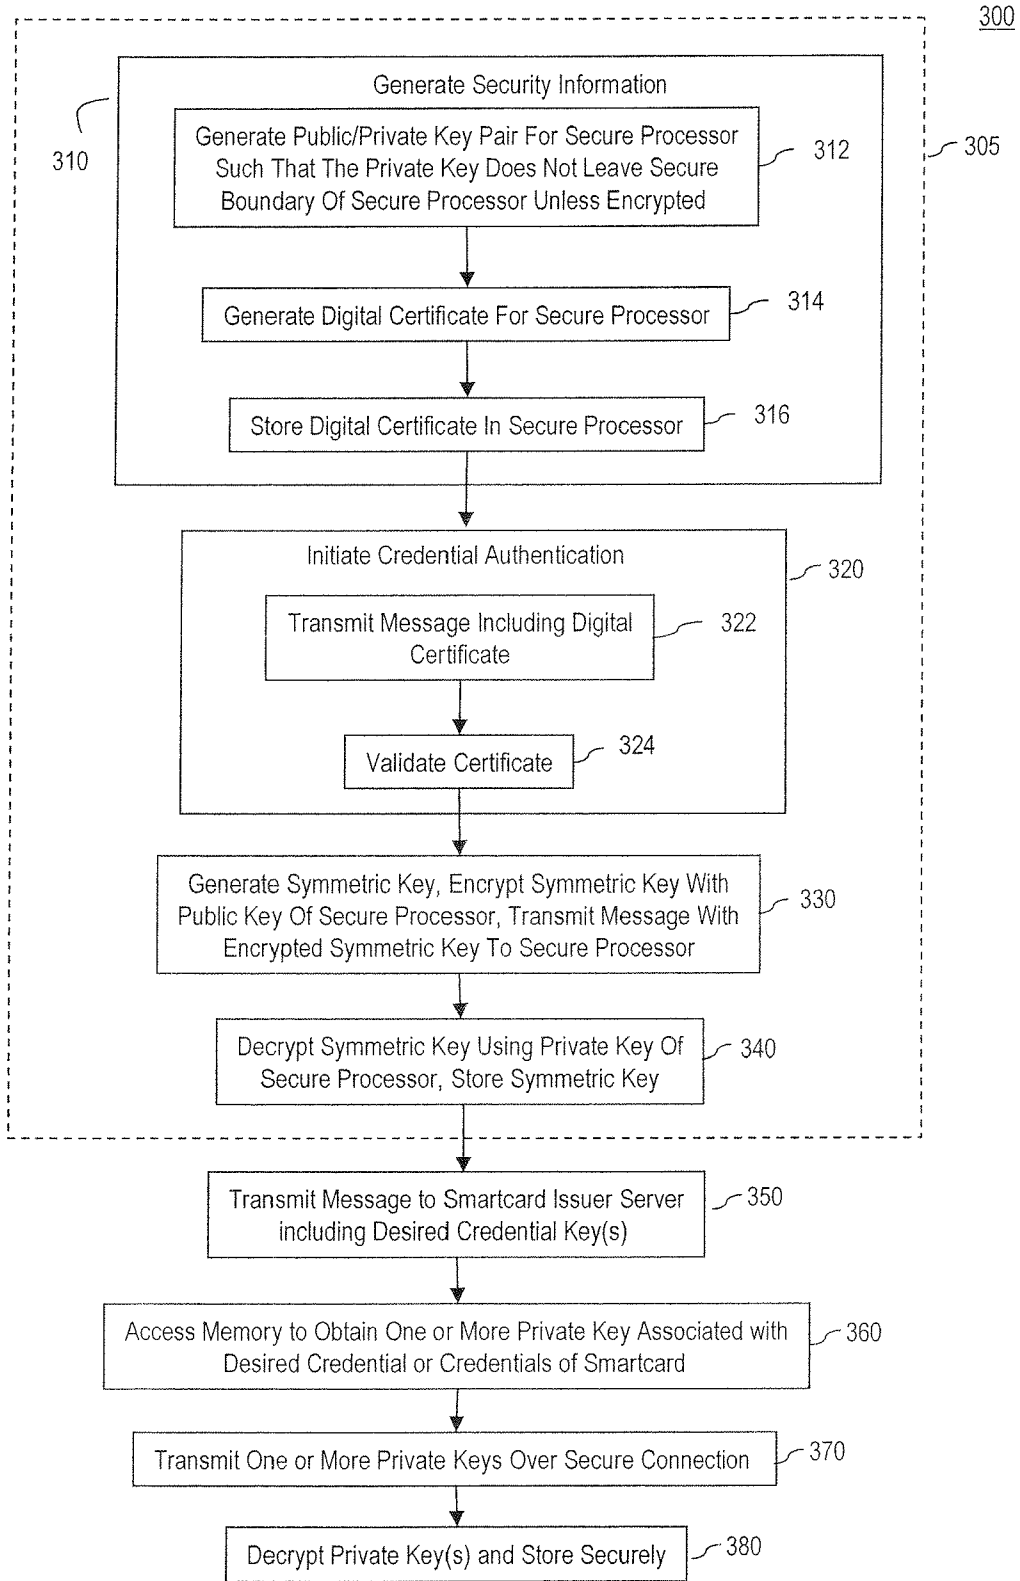 300
Generate Security Information
310
Generate Public/Private Key Pair For Secure Processor
Such That The Private Key Does Not Leave Secure
Boundary Of Secure Processor Unless Encrypted
312
305
Generate Digital Certificate For Secure Processor
314
Store Digital Certificate In Secure Processor
316
Initiate Credential Authentication
320
Transmit Message Including Digital
Certificate
322
Validate Certificate
324
Generate Symmetric Key, Encrypt Symmetric Key With
Public Key Of Secure Processor, Transmit Message With
Encrypted Symmetric Key To Secure Processor
330
Decrypt Symmetric Key Using Private Key Of
Secure Processor, Store Symmetric Key
340
Transmit Message to Smartcard Issuer Server
including Desired Credential Key(s)
350
Access Memory to Obtain One or More Private Key Associated with
Desired Credential or Credentials of Smartcard
360
Transmit One or More Private Keys Over Secure Connection
370
Decrypt Private Key(s) and Store Securely
380